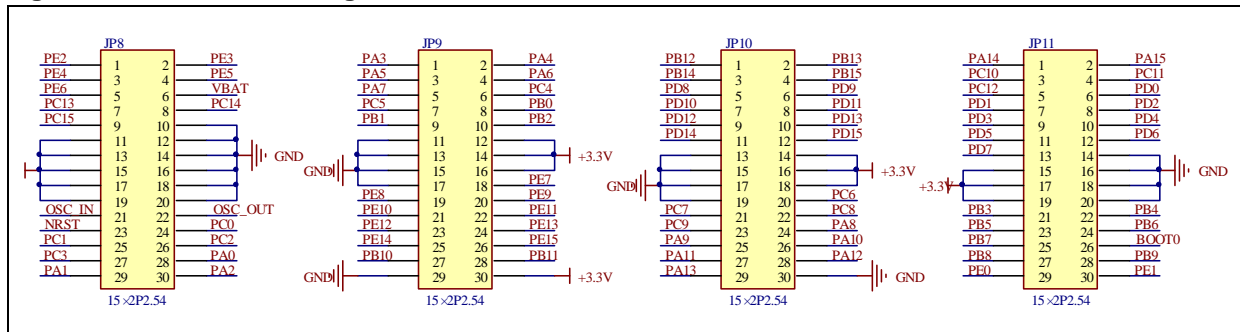 JP8
PE2 1 2 PE3
PE4 3 4 PE5
PE6 5 6 VBAT
PC13 7 8 PC14
PC15 9 10
11 12
13 14 GND
15 16
17 18
19 20
OSC_IN 21 22 OSC_OUT
NRST 23 24 PC0
PC1 25 26 PC2
PC3 27 28 PA0
PA1 29 30 PA2
15×2P2.54
JP9
PA3 1 2 PA4
PA5 3 4 PA6
PA7 5 6 PC4
PC5 7 8 PB0
PB1 9 10 PB2
11 12
13 14 +3.3V
GND 15 16
17 18 PE7
PE8 19 20 PE9
PE10 21 22 PE11
PE12 23 24 PE13
PE14 25 26 PE15
PB10 27 28 PB11
GND 29 30 +3.3V
15×2P2.54
JP10
PB12 1 2 PB13
PB14 3 4 PB15
PD8 5 6 PD9
PD10 7 8 PD11
PD12 9 10 PD13
PD14 11 12 PD15
13 14
15 16 +3.3V
GND 17 18
19 20 PC6
PC7 21 22 PC8
PC9 23 24 PA8
PA9 25 26 PA10
PA11 27 28 PA12
PA13 29 30 GND
15×2P2.54
JP11
PA14 1 2 PA15
PC10 3 4 PC11
PC12 5 6 PD0
PD1 7 8 PD2
PD3 9 10 PD4
PD5 11 12 PD6
PD7 13 14
15 16 GND
+3.3V 17 18
19 20
PB3 21 22 PB4
PB5 23 24 PB6
PB7 25 26 BOOT0
PB8 27 28 PB9
PE0 29 30 PE1
15×2P2.54